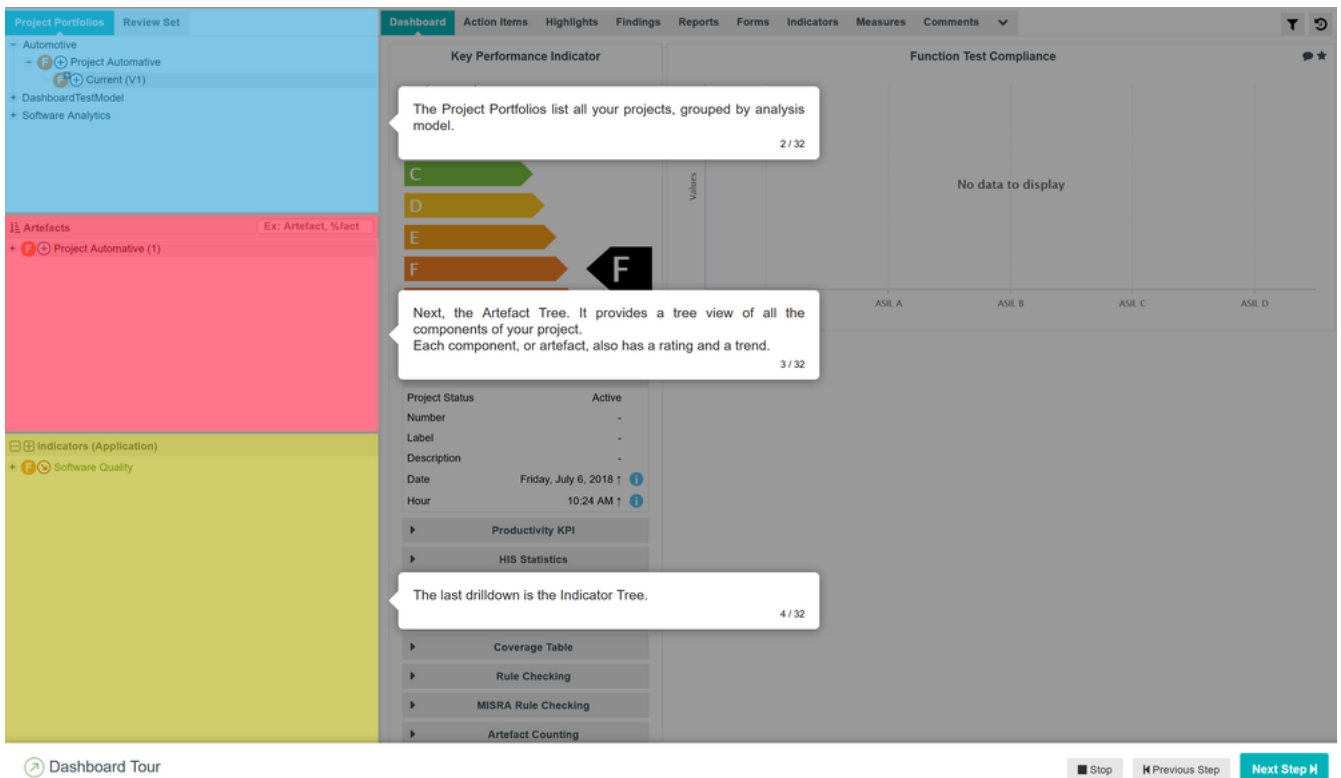 Project Portfolios Review Set
Dashboard Action Items Highlights Findings Reports Forms Indicators Measures Comments
Automotive
Project Automative
Current (V1)
DashboardTestModel
Software Analytics
Key Performance Indicator
Function Test Compliance
The Project Portfolios list all your projects, grouped by analysis
model.
2 / 32
C
D
E
F
F
Values
No data to display
ASIL A ASIL B ASIL C ASIL D
Artefacts Ex: Artefact, %fact
F Project Automative (1)
Next, the Artefact Tree. It provides a tree view of all the
components of your project.
Each component, or artefact, also has a rating and a trend.
3 / 32
Project Status Active
Number -
Label -
Description -
Date Friday, July 6, 2018 ↑
Hour 10:24 AM ↑
Indicators (Application)
F Software Quality
Productivity KPI
HIS Statistics
The last drilldown is the Indicator Tree.
4 / 32
Coverage Table
Rule Checking
MISRA Rule Checking
Artefact Counting
Dashboard Tour
Stop Previous Step Next Step